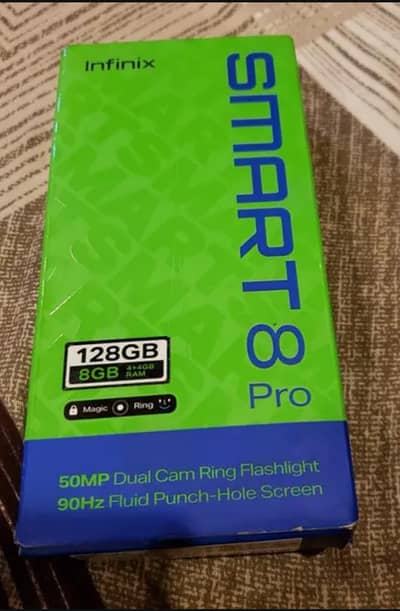 Infinix
SMART 8
Pro
128GB
8GB 4+4GB RAM
Magic Ring
50MP Dual Cam Ring Flashlight
90Hz Fluid Punch-Hole Screen